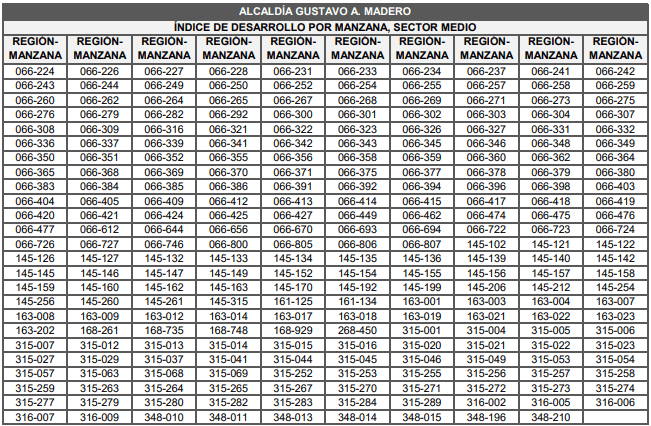 ALCALDÍA GUSTAVO A. MADERO
ÍNDICE DE DESARROLLO POR MANZANA, SECTOR MEDIO
REGIÓN-MANZANA REGIÓN-MANZANA REGIÓN-MANZANA REGIÓN-MANZANA REGIÓN-MANZANA REGIÓN-MANZANA REGIÓN-MANZANA REGIÓN-MANZANA REGIÓN-MANZANA REGIÓN-MANZANA
066-224 066-226 066-227 066-228 066-231 066-233 066-234 066-237 066-241 066-242
066-243 066-244 066-249 066-250 066-252 066-254 066-255 066-257 066-258 066-259
066-260 066-262 066-264 066-265 066-267 066-268 066-269 066-271 066-273 066-275
066-276 066-279 066-282 066-292 066-300 066-301 066-302 066-303 066-304 066-307
066-308 066-309 066-316 066-321 066-322 066-323 066-326 066-327 066-331 066-332
066-336 066-337 066-339 066-341 066-342 066-343 066-345 066-346 066-348 066-349
066-350 066-351 066-352 066-355 066-356 066-358 066-359 066-360 066-362 066-364
066-365 066-368 066-369 066-370 066-371 066-375 066-377 066-378 066-379 066-380
066-383 066-384 066-385 066-386 066-391 066-392 066-394 066-396 066-398 066-403
066-404 066-405 066-409 066-412 066-413 066-414 066-415 066-417 066-418 066-419
066-420 066-421 066-424 066-425 066-427 066-449 066-462 066-474 066-475 066-476
066-477 066-612 066-644 066-656 066-670 066-693 066-694 066-722 066-723 066-724
066-726 066-727 066-746 066-800 066-805 066-806 066-807 145-102 145-121 145-122
145-126 145-127 145-132 145-133 145-134 145-135 145-136 145-139 145-140 145-142
145-145 145-146 145-147 145-149 145-152 145-154 145-155 145-156 145-157 145-158
145-159 145-160 145-162 145-163 145-170 145-192 145-199 145-206 145-212 145-254
145-256 145-260 145-261 145-315 161-125 161-134 163-001 163-003 163-004 163-007
163-008 163-009 163-012 163-014 163-017 163-018 163-019 163-021 163-022 163-023
163-202 168-261 168-735 168-748 168-929 268-450 315-001 315-004 315-005 315-006
315-007 315-012 315-013 315-014 315-015 315-016 315-020 315-021 315-022 315-023
315-027 315-029 315-037 315-041 315-044 315-045 315-046 315-049 315-053 315-054
315-057 315-063 315-068 315-069 315-252 315-253 315-255 315-256 315-257 315-258
315-259 315-263 315-264 315-265 315-267 315-270 315-271 315-272 315-273 315-274
315-277 315-279 315-280 315-282 315-283 315-284 315-289 316-002 316-005 316-006
316-007 316-009 348-010 348-011 348-013 348-014 348-015 348-196 348-210